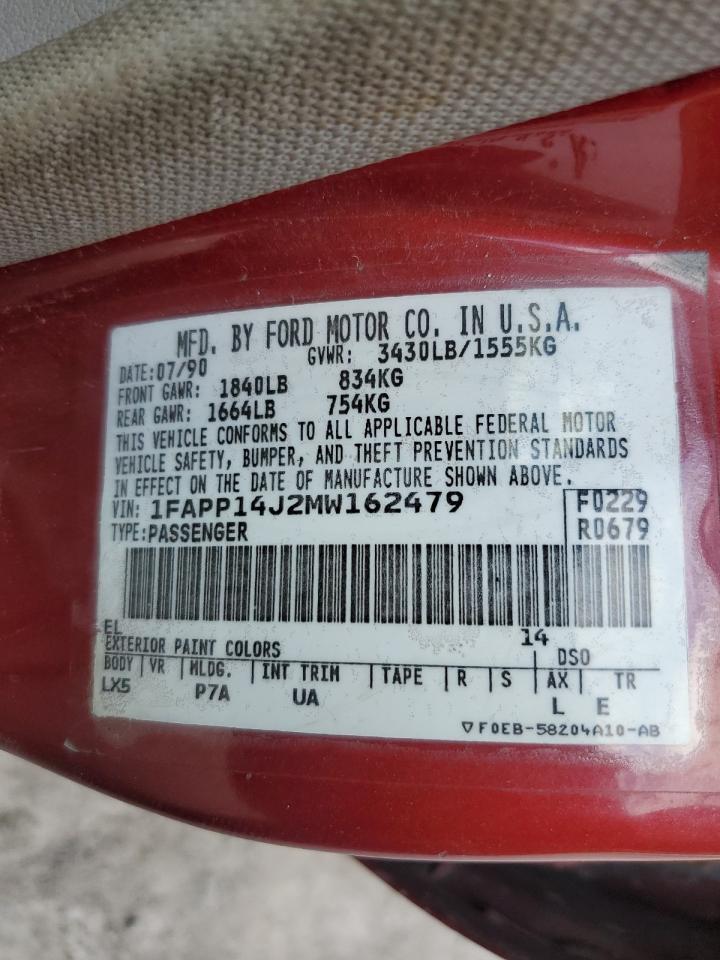 MFD. BY FORD MOTOR CO. IN U.S.A.
DATE:07/90 GVWR: 3430LB/1555KG
FRONT GAWR: 1840LB 834KG
REAR GAWR: 1664LB 754KG
THIS VEHICLE CONFORMS TO ALL APPLICABLE FEDERAL MOTOR
VEHICLE SAFETY, BUMPER, AND THEFT PREVENTION STANDARDS
IN EFFECT ON THE DATE OF MANUFACTURE SHOWN ABOVE.
VIN: 1FAPP14J2MW162479 F0229
TYPE:PASSENGER R0679
EL 14
EXTERIOR PAINT COLORS DSO
BODY VR MLDG. INT TRIM TAPE R S AX TR
LX5 P7A UA L E
▽F0EB-58204A10-AB